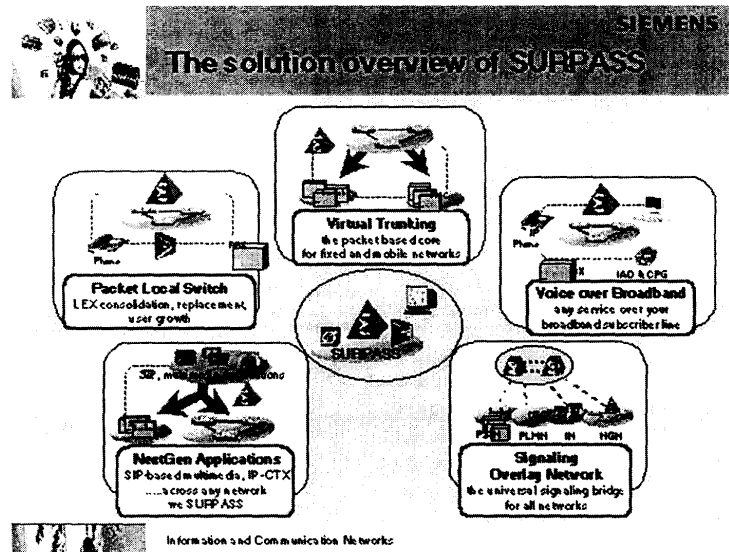 SIEMENS
The solution overview of SURPASS
Virtual Trunking
the packet based core
for fixed and mobile networks
Phone
Packet Local Switch
LEX consolidation, replacement,
user growth
Phone
IAD & CPG
Voice over Broadband
any service over your
broadband subscriber line
SURPASS
NextGen Applications
SIP-based multimedia, IP-CTX
.....across any network
we SURPASS
PLMN IN NGN
Signaling
Overlay Network
the universal signaling bridge
for all networks
Information and Communication Networks